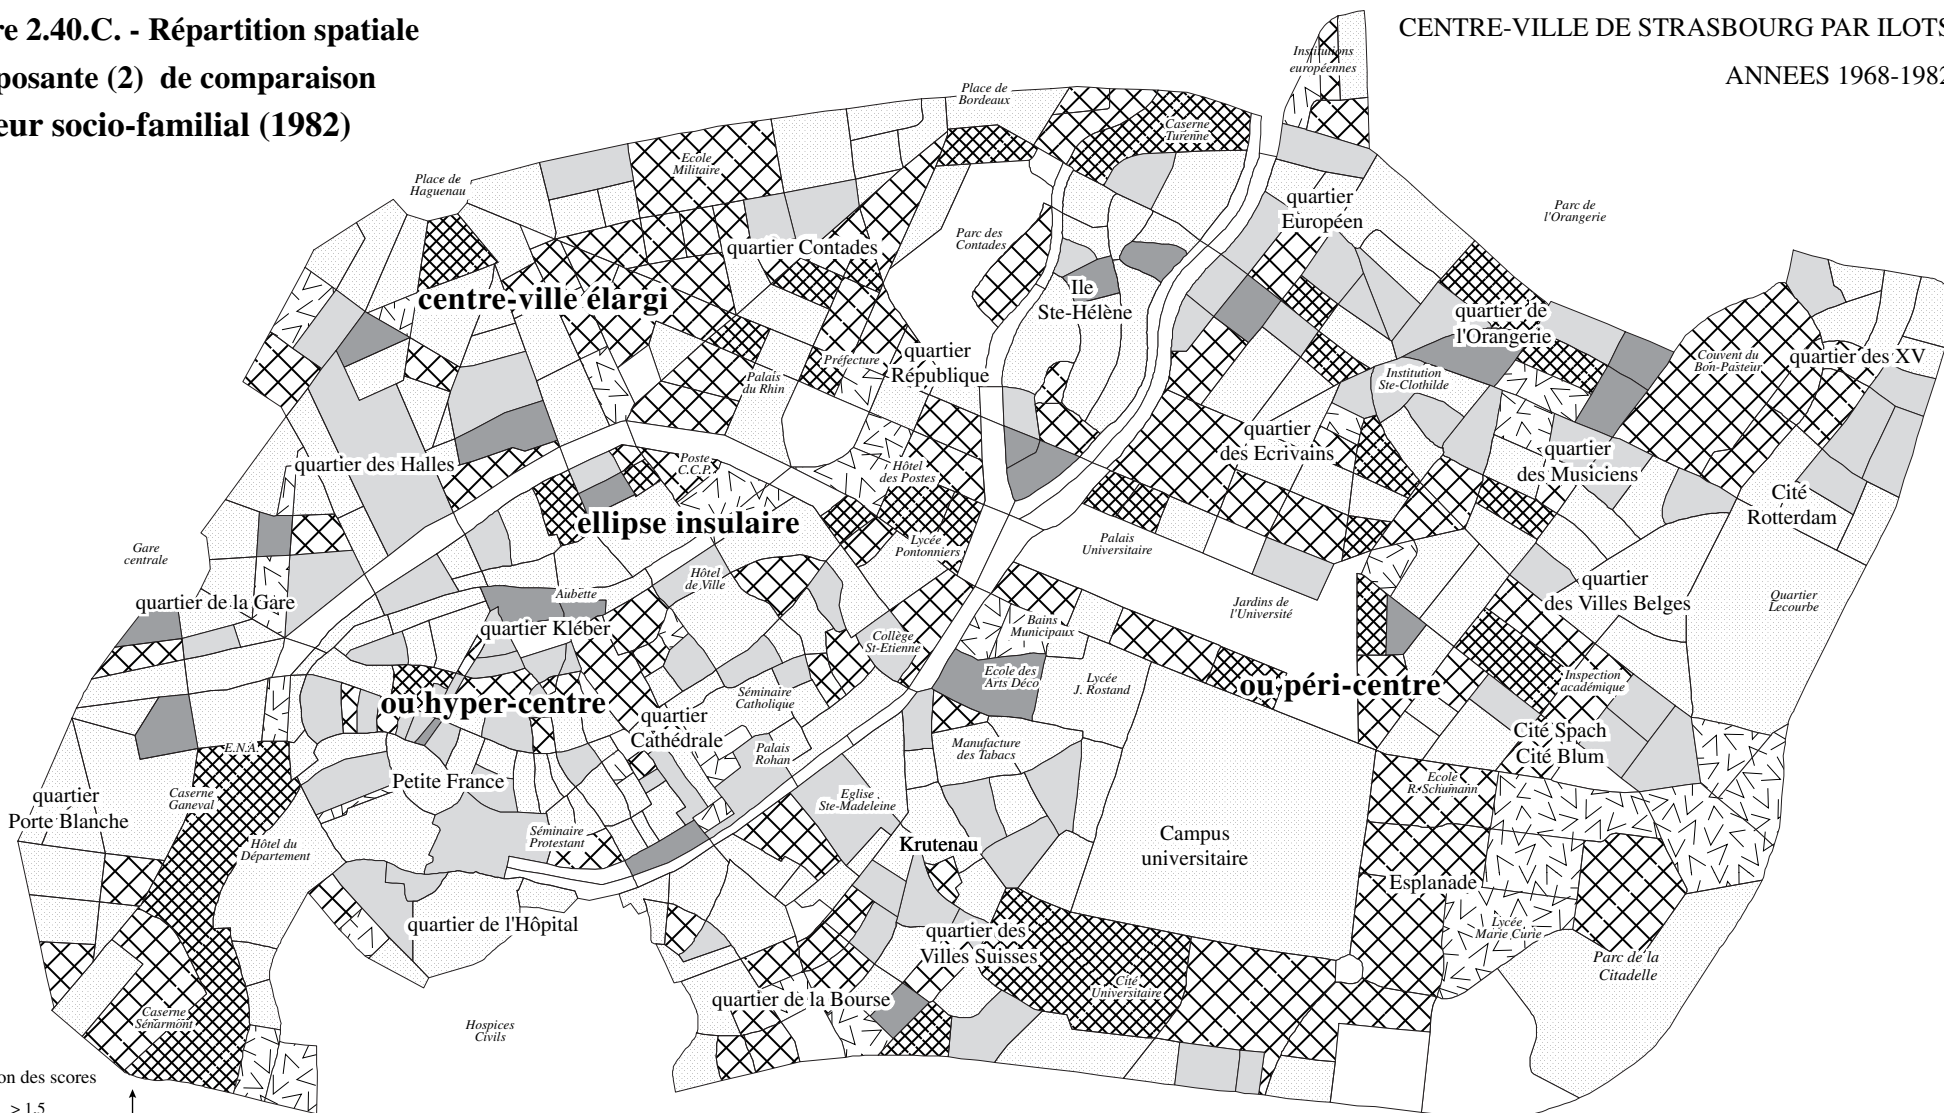 re 2.40.C. - Répartition spatiale
posante (2) de comparaison
eur socio-familial (1982)
CENTRE-VILLE DE STRASBOURG PAR ILOTS
ANNEES 1968-1982
Institutions
européennes
Place de
Bordeaux
Caserne
Turenne
Ecole
Militaire
Place de
Haguenau
quartier
Européen
Parc de
l'Orangerie
Parc des
Contades
quartier Contades
centre-ville élargi
Ile
Ste-Hélène
quartier de
l'Orangerie
Couvent du
Bon-Pasteur
quartier des XV
Préfecture
quartier
République
Palais
du Rhin
Institution
Ste-Clothilde
quartier
des Ecrivains
quartier
des Musiciens
quartier des Halles
Poste
C.C.P.
Hôtel
des Postes
Cité
Rotterdam
ellipse insulaire
Lycée
Pontonniers
Palais
Universitaire
Gare
centrale
Hôtel
de Ville
quartier
des Villes Belges
quartier de la Gare
Aubette
Jardins de
l'Université
Quartier
Lecourbe
quartier Kléber
Bains
Municipaux
Collège
St-Etienne
Ecole des
Arts Déco
Lycée
J. Rostand
ou péri-centre
Inspection
académique
ou hyper-centre
Séminaire
Catholique
quartier
Cathédrale
Cité Spach
Cité Blum
E.N.A.
Palais
Rohan
Manufacture
des Tabacs
Petite France
Ecole
R. Schumann
quartier
Porte Blanche
Caserne
Ganeval
Eglise
Ste-Madeleine
Hôtel du
Département
Séminaire
Protestant
Krutenau
Campus
universitaire
Esplanade
quartier de l'Hôpital
quartier des
Villes Suisses
Lycée
Marie Curie
Parc de la
Citadelle
Cité
Universitaire
quartier de la Bourse
Caserne
Sénarmont
Hospices
Civils
on des scores
> 1.5